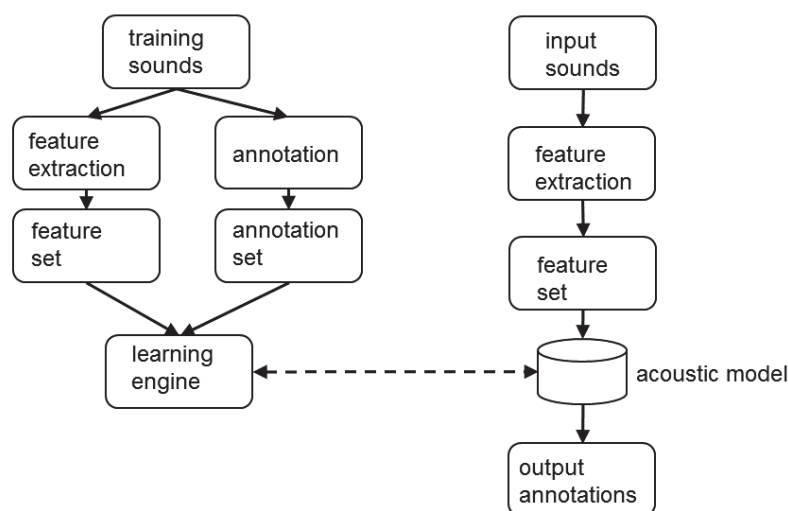 training
sounds
feature
extraction
annotation
feature
set
annotation
set
learning
engine
input
sounds
feature
extraction
feature
set
acoustic model
output
annotations